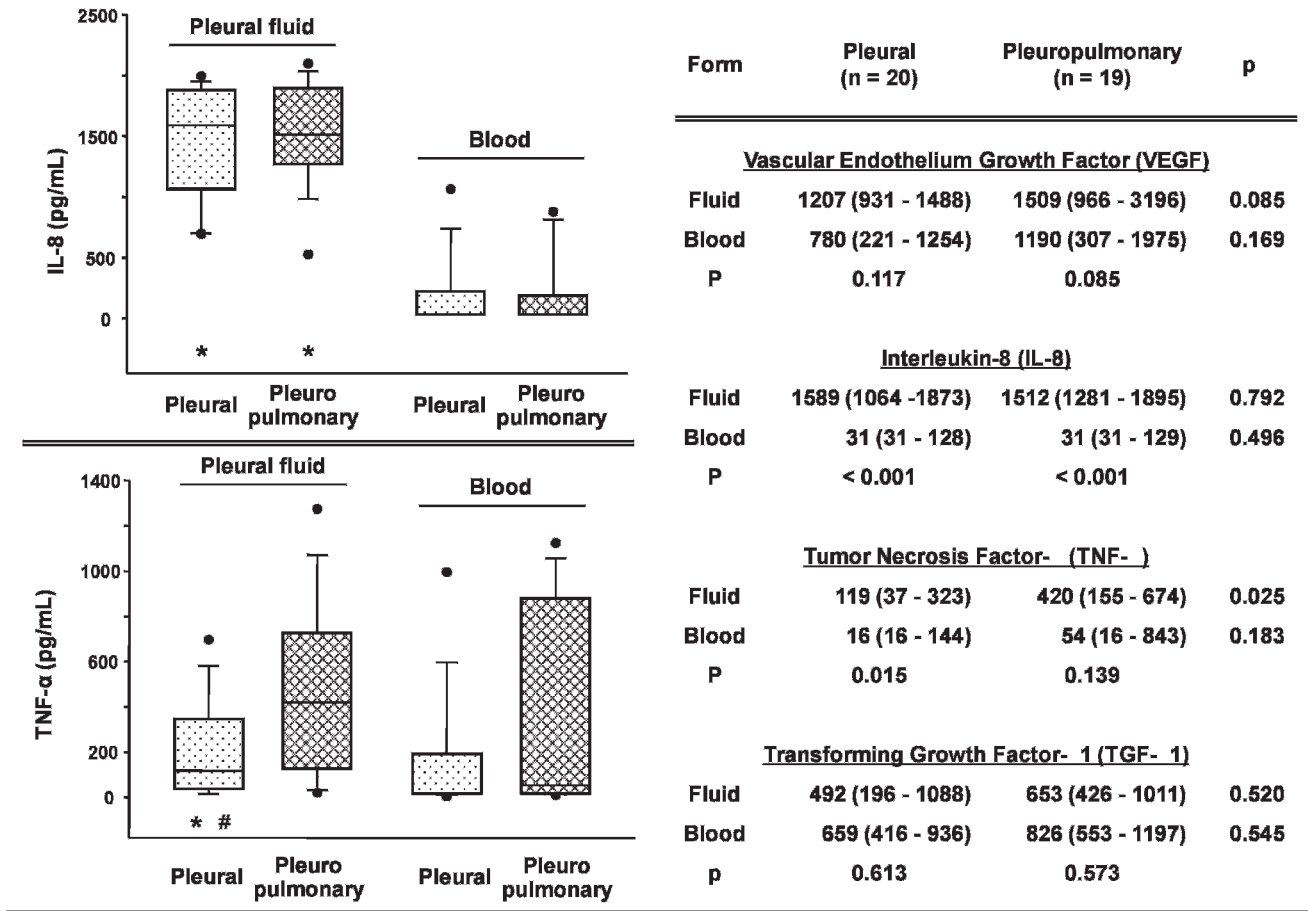 2500
1500
500
0
IL-8 (pg/mL)
Pleural fluid
Blood
* *
Pleural
Pleuro
pulmonary
Pleural
Pleuro
pulmonary
1400
1000
600
200
0
TNF-α (pg/mL)
Pleural fluid
Blood
* #
Pleural
Pleuro
pulmonary
Pleural
Pleuro
pulmonary
Form Pleural (n = 20) Pleuropulmonary (n = 19) p
Vascular Endothelium Growth Factor (VEGF)
Fluid 1207 (931 - 1488) 1509 (966 - 3196) 0.085
Blood 780 (221 - 1254) 1190 (307 - 1975) 0.169
P 0.117 0.085
Interleukin-8 (IL-8)
Fluid 1589 (1064 -1873) 1512 (1281 - 1895) 0.792
Blood 31 (31 - 128) 31 (31 - 129) 0.496
P < 0.001 < 0.001
Tumor Necrosis Factor- (TNF- )
Fluid 119 (37 - 323) 420 (155 - 674) 0.025
Blood 16 (16 - 144) 54 (16 - 843) 0.183
P 0.015 0.139
Transforming Growth Factor- 1 (TGF- 1)
Fluid 492 (196 - 1088) 653 (426 - 1011) 0.520
Blood 659 (416 - 936) 826 (553 - 1197) 0.545
p 0.613 0.573